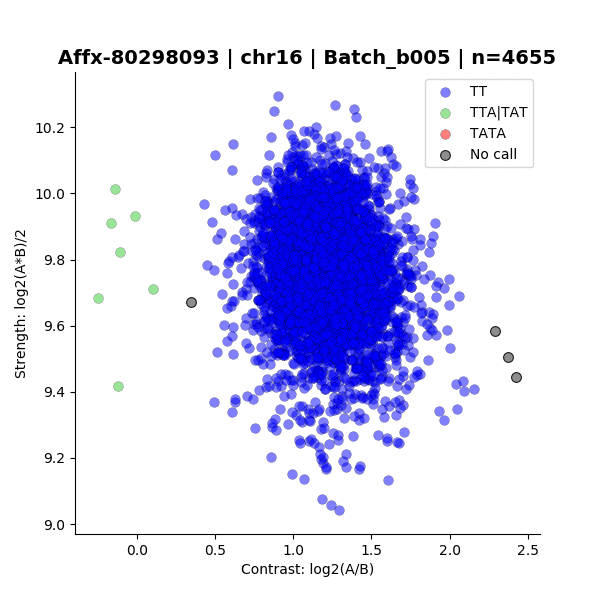 Affx-80298093 | chr16 | Batch_b005 | n=4655
TT
TTA|TAT
TATA
No call
Strength: log2(A*B)/2
10.2
10.0
9.8
9.6
9.4
9.2
9.0
0.0 0.5 1.0 1.5 2.0 2.5
Contrast: log2(A/B)